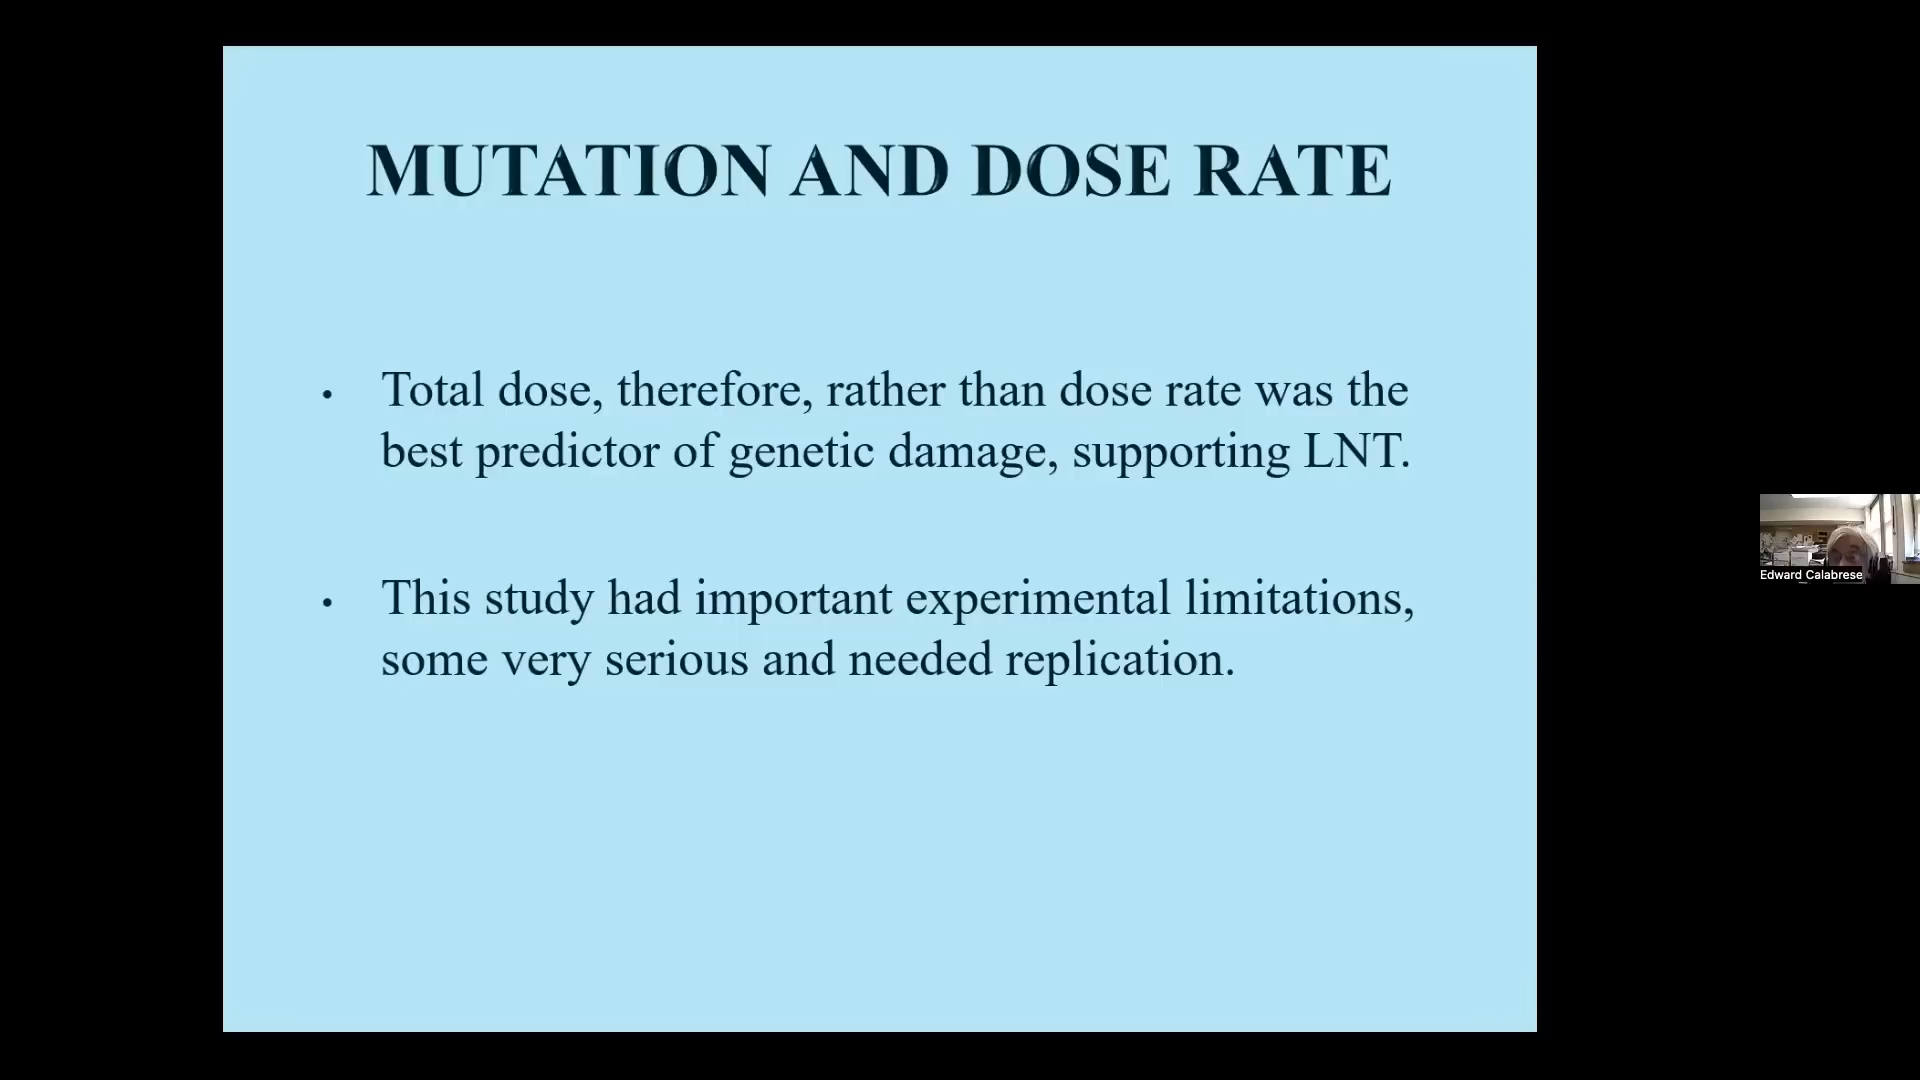 MUTATION AND DOSE RATE
• Total dose, therefore, rather than dose rate was the
best predictor of genetic damage, supporting LNT.
• This study had important experimental limitations,
some very serious and needed replication.
Edward Calabrese